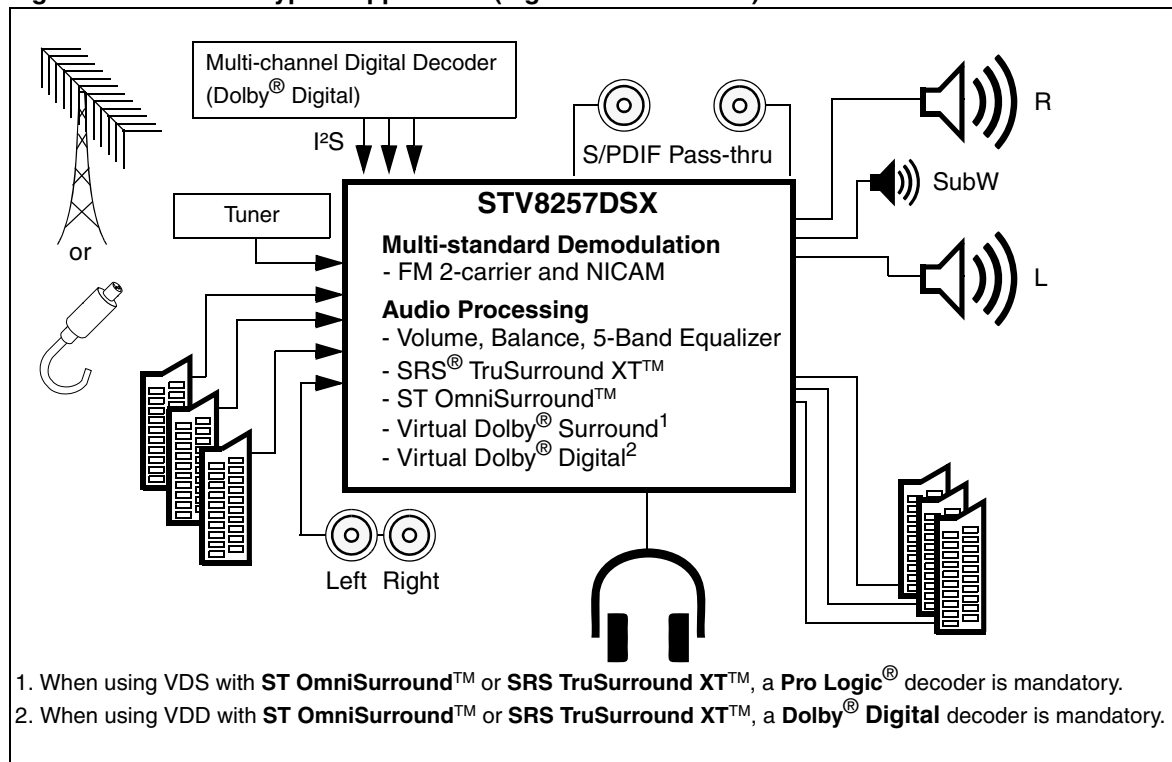 Multi-channel Digital Decoder
(Dolby® Digital)
I²S
S/PDIF Pass-thru
R
SubW
L
Tuner
or
STV8257DSX
Multi-standard Demodulation
- FM 2-carrier and NICAM
Audio Processing
- Volume, Balance, 5-Band Equalizer
- SRS® TruSurround XT™
- ST OmniSurround™
- Virtual Dolby® Surround¹
- Virtual Dolby® Digital²
Left Right
1. When using VDS with ST OmniSurround™ or SRS TruSurround XT™, a Pro Logic® decoder is mandatory.
2. When using VDD with ST OmniSurround™ or SRS TruSurround XT™, a Dolby® Digital decoder is mandatory.